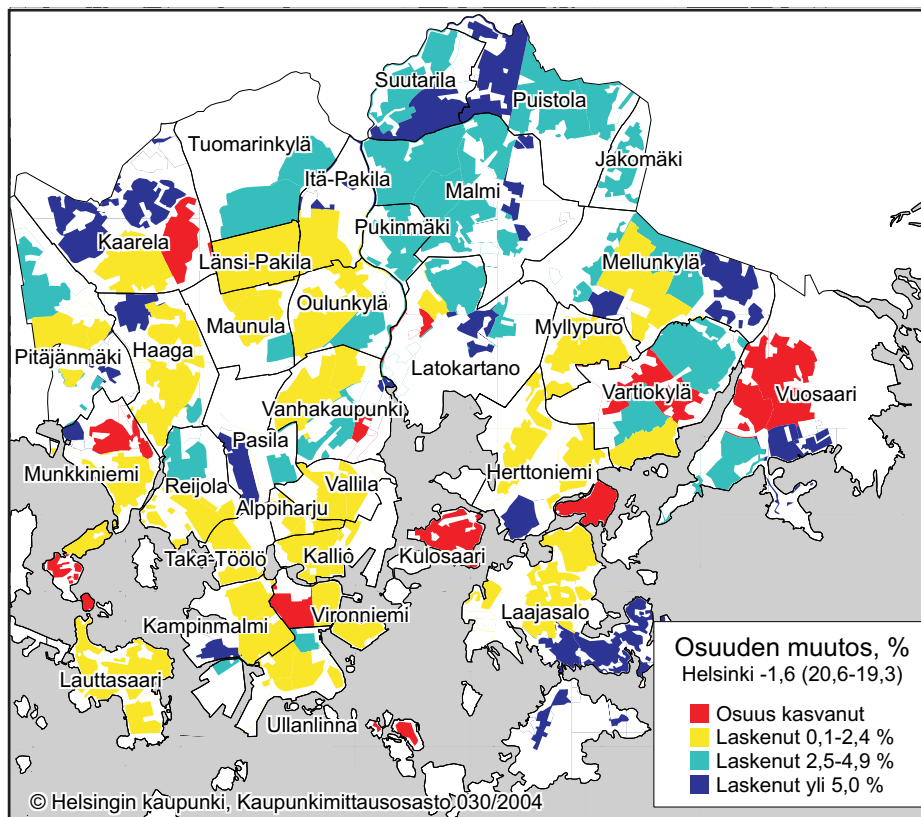 Suutarila
Puistola
Tuomarinkylä
Itä-Pakila
Jakomäki
Malmi
Pukinmäki
Kaarela
Länsi-Pakila
Mellunkylä
Oulunkylä
Maunula
Myllypuro
Pitäjänmäki
Haaga
Latokartano
Vartiokylä
Vuosaari
Vanhakaupunki
Pasila
Munkkiniemi
Reijola
Vallila
Herttoniemi
Alppiharju
Taka-Töölö
Kallio
Kulosaari
Kampinmalmi
Vironniemi
Laajasalo
Lauttasaari
Ullanlinna
Osuuden muutos, %
Helsinki -1,6 (20,6-19,3)
Osuus kasvanut
Laskenut 0,1-2,4 %
Laskenut 2,5-4,9 %
Laskenut yli 5,0 %
© Helsingin kaupunki, Kaupunkimittausosasto 030/2004